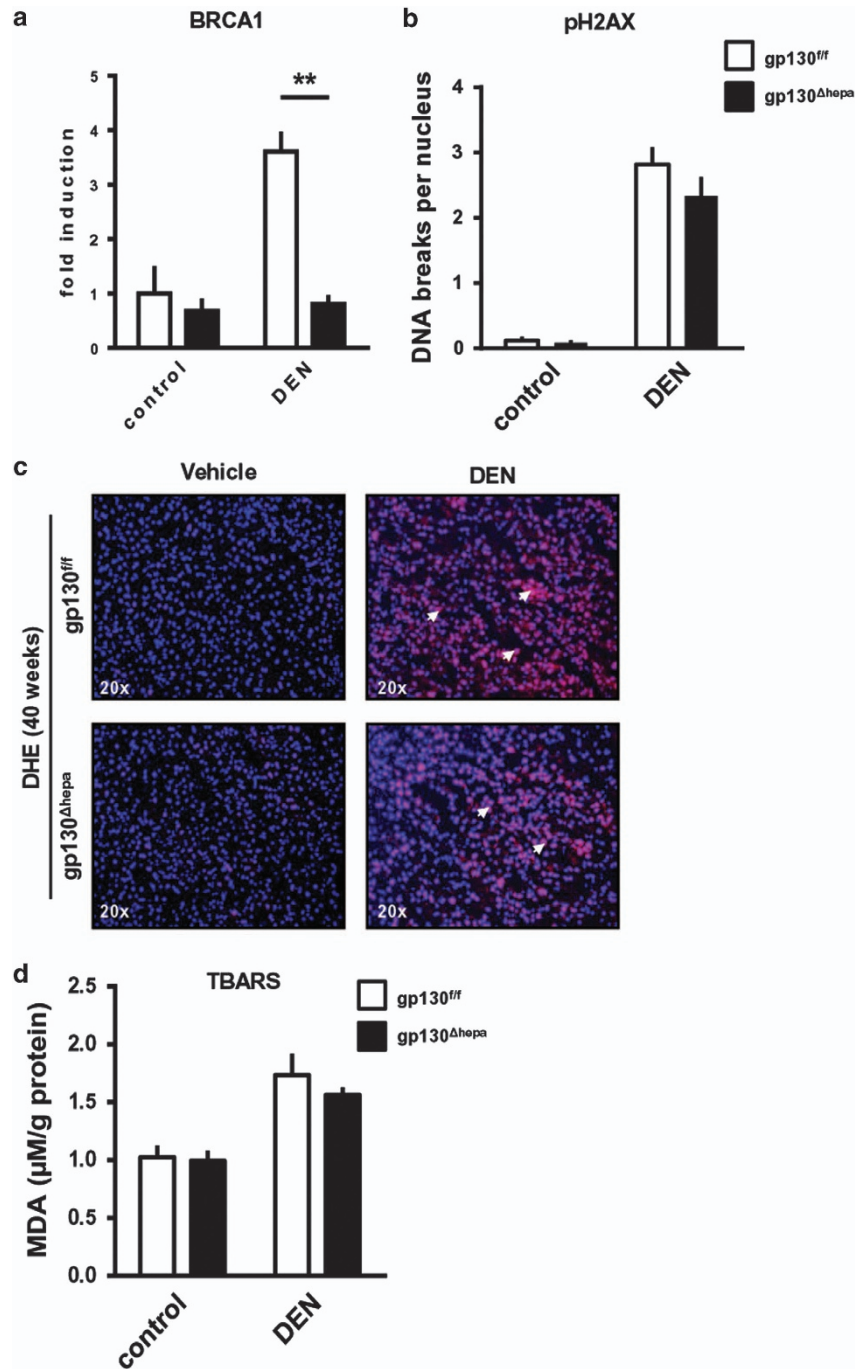 a
BRCA1
5
4
3
2
1
0
fold induction
**
control
DEN
b
pH2AX
4
3
2
1
0
DNA breaks per nucleus
control
DEN
gp130f/f
gp130Δhepa
c
Vehicle
DEN
DHE (40 weeks)
gp130f/f
gp130Δhepa
20x
20x
20x
20x
d
TBARS
2.5
2.0
1.5
1.0
0.5
0.0
MDA (µM/g protein)
control
DEN
gp130f/f
gp130Δhepa